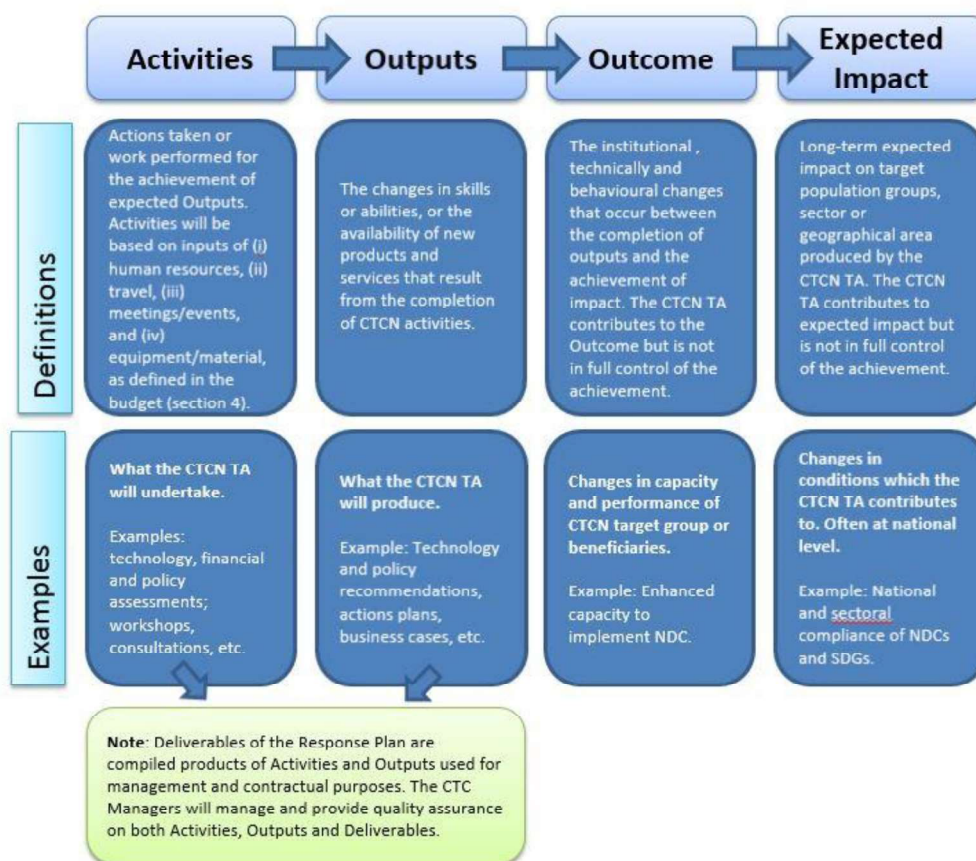 Activities
Outputs
Outcome
Expected
Impact
Definitions
Actions taken or
work performed for
the achievement of
expected Outputs.
Activities will be
based on inputs of (i)
human resources, (ii)
travel, (iii)
meetings/events,
and (iv)
equipment/material,
as defined in the
budget (section 4).
The changes in skills
or abilities, or the
availability of new
products and
services that result
from the completion
of CTCN activities.
The institutional ,
technically and
behavioural changes
that occur between
the completion of
outputs and the
achievement of
impact. The CTCN TA
contributes to the
Outcome but is not
in full control of the
achievement.
Long-term expected
impact on target
population groups,
sector or
geographical area
produced by the
CTCN TA. The CTCN
TA contributes to
expected impact but
is not in full control
of the achievement.
Examples
What the CTCN TA
will undertake.
Examples:
technology, financial
and policy
assessments;
workshops,
consultations, etc.
What the CTCN TA
will produce.
Example: Technology
and policy
recommendations,
actions plans,
business cases, etc.
Changes in capacity
and performance of
CTCN target group or
beneficiaries.
Example: Enhanced
capacity to
implement NDC.
Changes in
conditions which the
CTCN TA contributes
to. Often at national
level.
Example: National
and sectoral
compliance of NDCs
and SDGs.
Note: Deliverables of the Response Plan are
compiled products of Activities and Outputs used for
management and contractual purposes. The CTC
Managers will manage and provide quality assurance
on both Activities, Outputs and Deliverables.